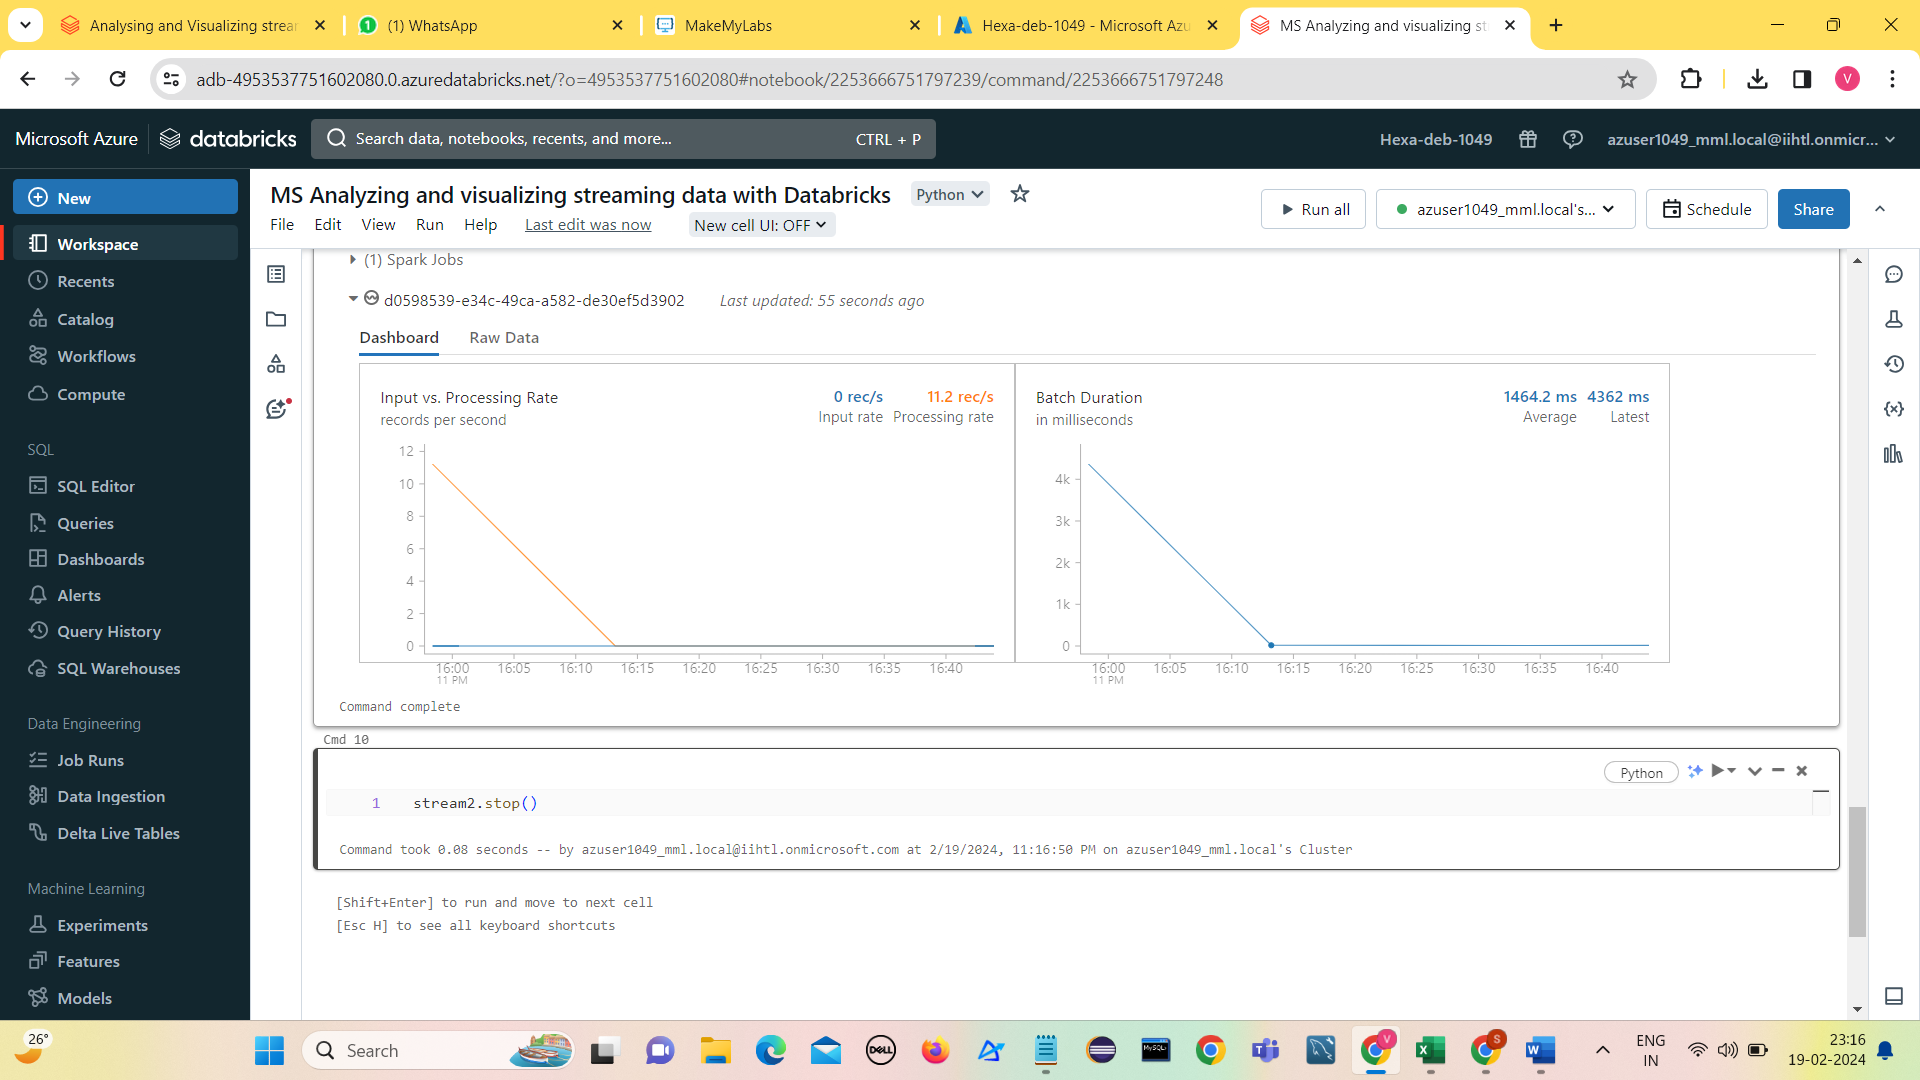 Analysing and Visualizing strear
(1) WhatsApp
MakeMyLabs
Hexa-deb-1049 - Microsoft Azu
MS Analyzing and visualizing st
adb-4953537751602080.0.azuredatabricks.net/?o=4953537751602080#notebook/2253666751797239/command/2253666751797248
V
Microsoft Azure
databricks
Search data, notebooks, recents, and more...
CTRL + P
Hexa-deb-1049
azuser1049_mml.local@iihtl.onmicr...
New
Workspace
Recents
Catalog
Workflows
Compute
SQL
SQL Editor
Queries
Dashboards
Alerts
Query History
SQL Warehouses
Data Engineering
Job Runs
Data Ingestion
Delta Live Tables
Machine Learning
Experiments
Features
Models
MS Analyzing and visualizing streaming data with Databricks
Python
File Edit View Run Help Last edit was now New cell UI: OFF
Run all
azuser1049_mml.local's...
Schedule
Share
(1) Spark Jobs
d0598539-e34c-49ca-a582-de30ef5d3902 Last updated: 55 seconds ago
Dashboard Raw Data
Input vs. Processing Rate
records per second
0 rec/s 11.2 rec/s
Input rate Processing rate
12
10
8
6
4
2
0
16:00 16:05 16:10 16:15 16:20 16:25 16:30 16:35 16:40
11 PM
Batch Duration
in milliseconds
1464.2 ms 4362 ms
Average Latest
4k
3k
2k
1k
0
16:00 16:05 16:10 16:15 16:20 16:25 16:30 16:35 16:40
11 PM
Command complete
Cmd 10
Python
1 stream2.stop()
Command took 0.08 seconds -- by azuser1049_mml.local@iihtl.onmicrosoft.com at 2/19/2024, 11:16:50 PM on azuser1049_mml.local's Cluster
[Shift+Enter] to run and move to next cell
[Esc H] to see all keyboard shortcuts
26°
Search
DELL
MySQL
V
S
ENG
IN
23:16
19-02-2024